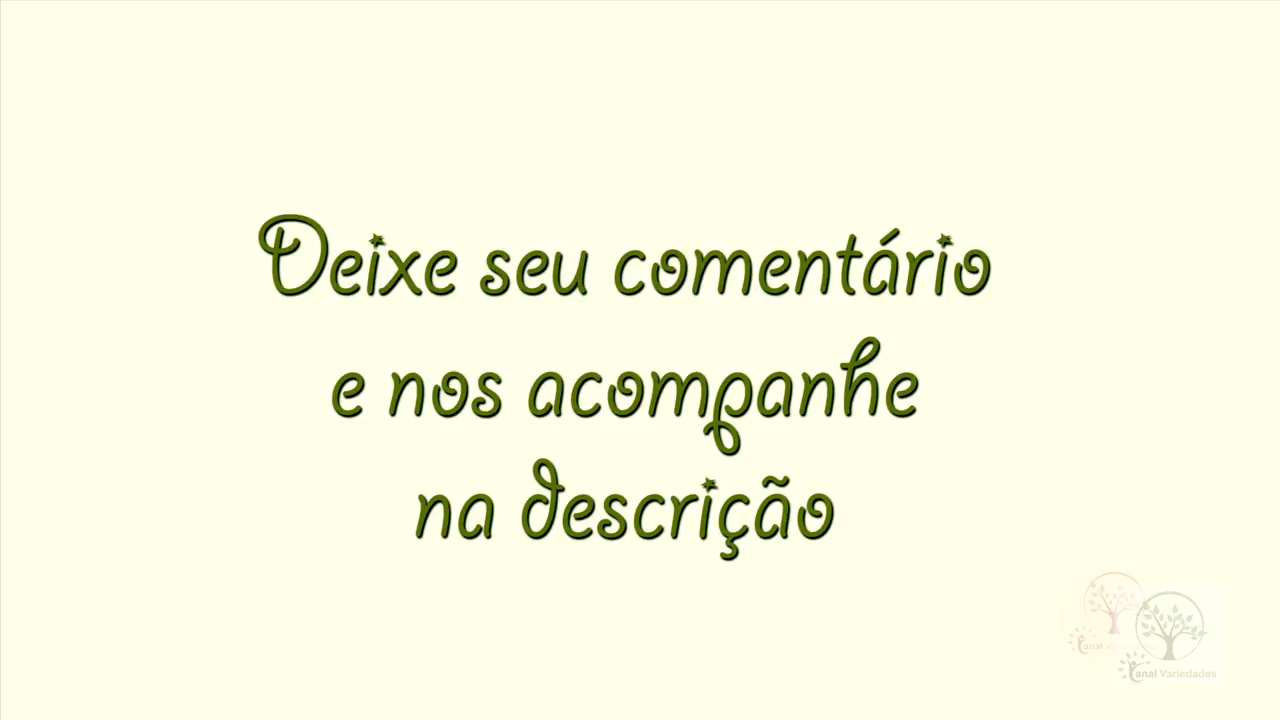 Deixe seu comentário
e nos acompanhe
na descrição
Canal Variedades